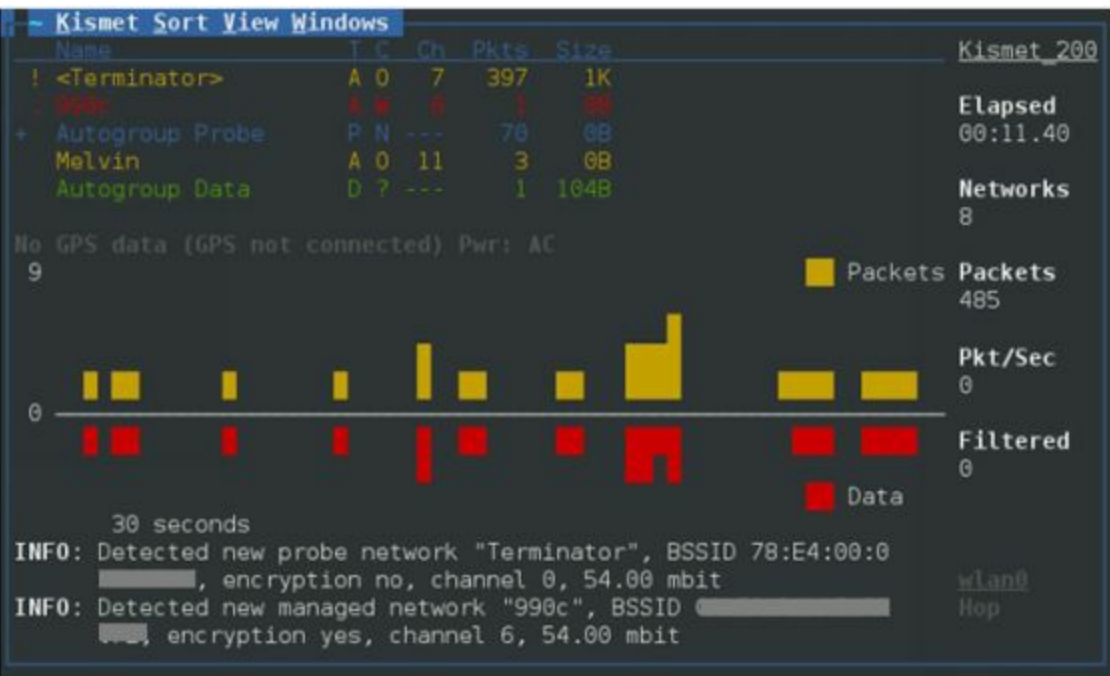 ~ Kismet Sort View Windows
Name T C Ch Pkts Size
Kismet_200
! <Terminator> A O 7 397 1K
. 990c A W 6 1 0B
Elapsed
+ Autogroup Probe P N --- 70 0B
00:11.40
Melvin A O 11 3 0B
Autogroup Data D ? --- 1 104B
Networks
8
No GPS data (GPS not connected) Pwr: AC
9
Packets
Packets
485
Pkt/Sec
0
0
Filtered
0
Data
30 seconds
INFO: Detected new probe network "Terminator", BSSID 78:E4:00:0
, encryption no, channel 0, 54.00 mbit
wlan0
INFO: Detected new managed network "990c", BSSID
Hop
, encryption yes, channel 6, 54.00 mbit